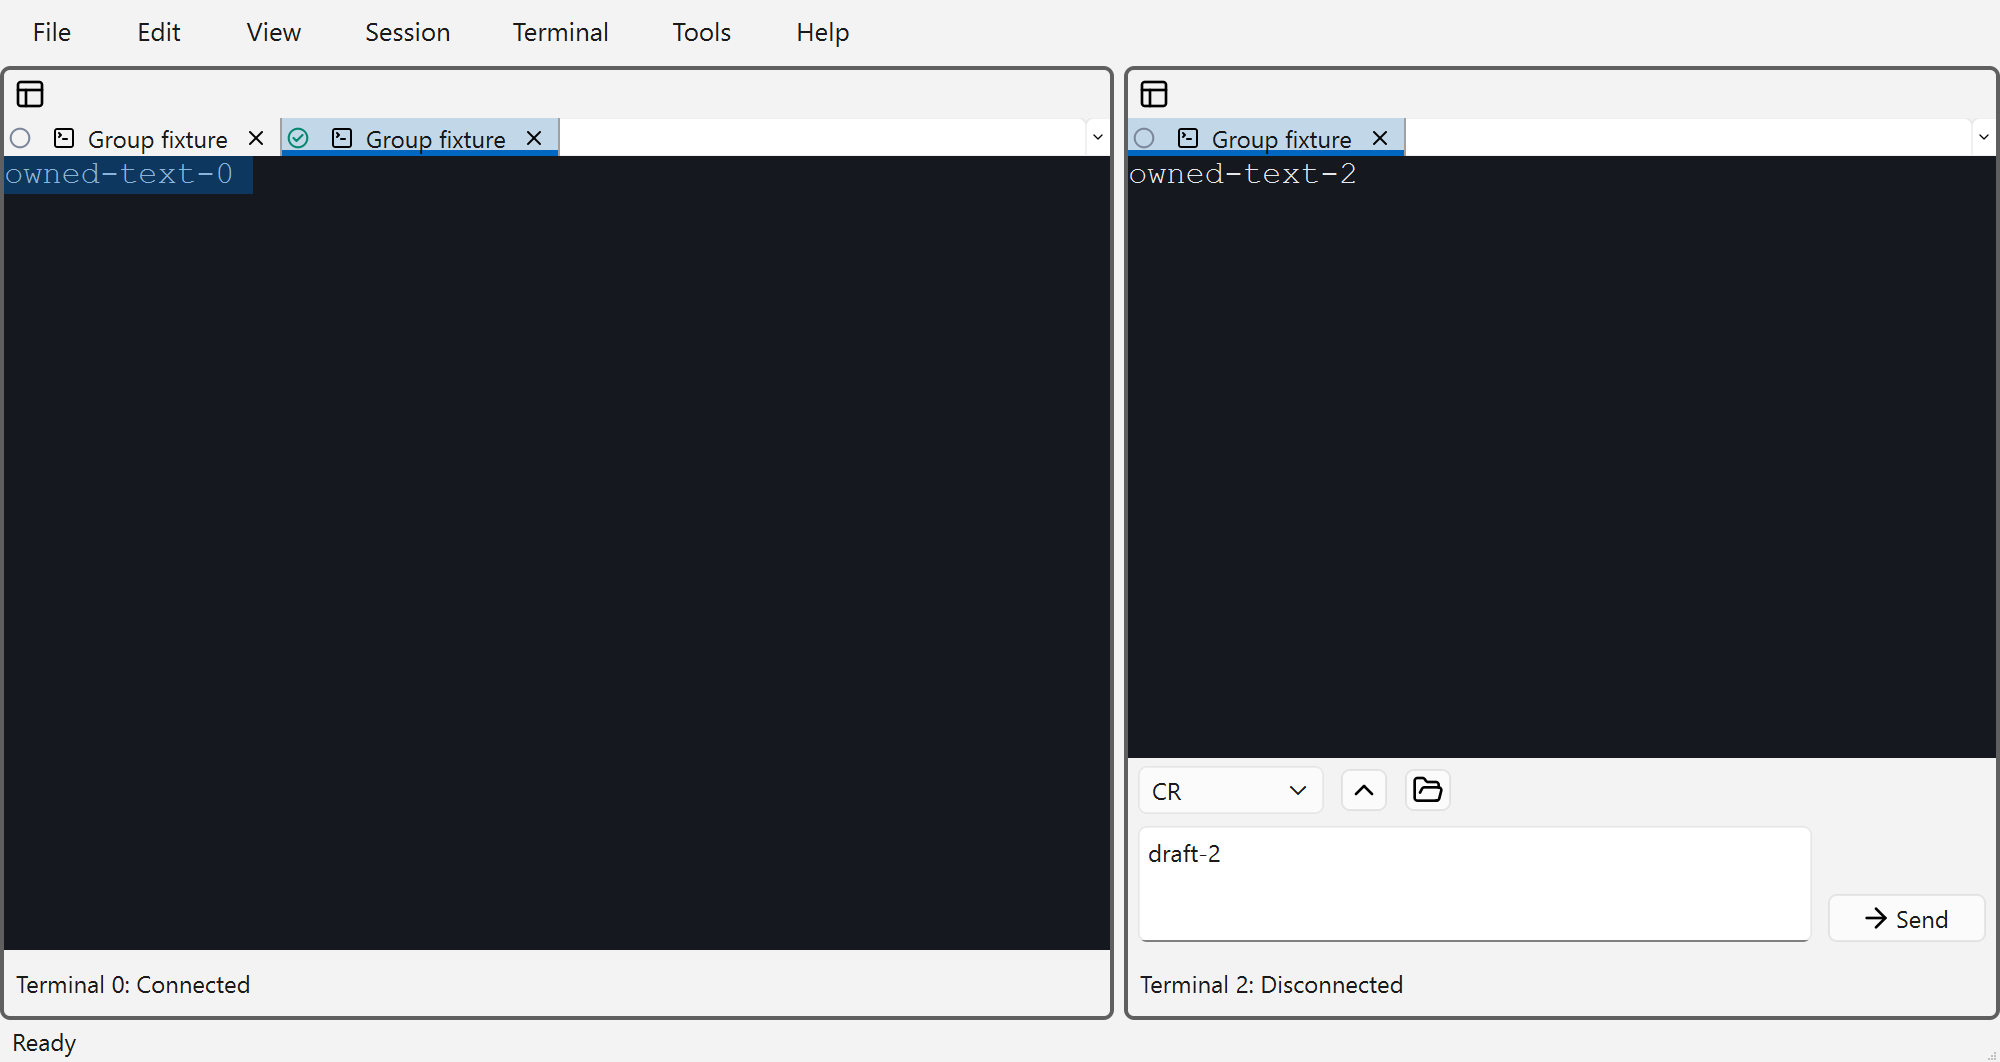 File Edit View Session Terminal Tools Help
Group fixture Group fixture
owned-text-0
Terminal 0: Connected
Group fixture
owned-text-2
CR
draft-2
Send
Terminal 2: Disconnected
Ready